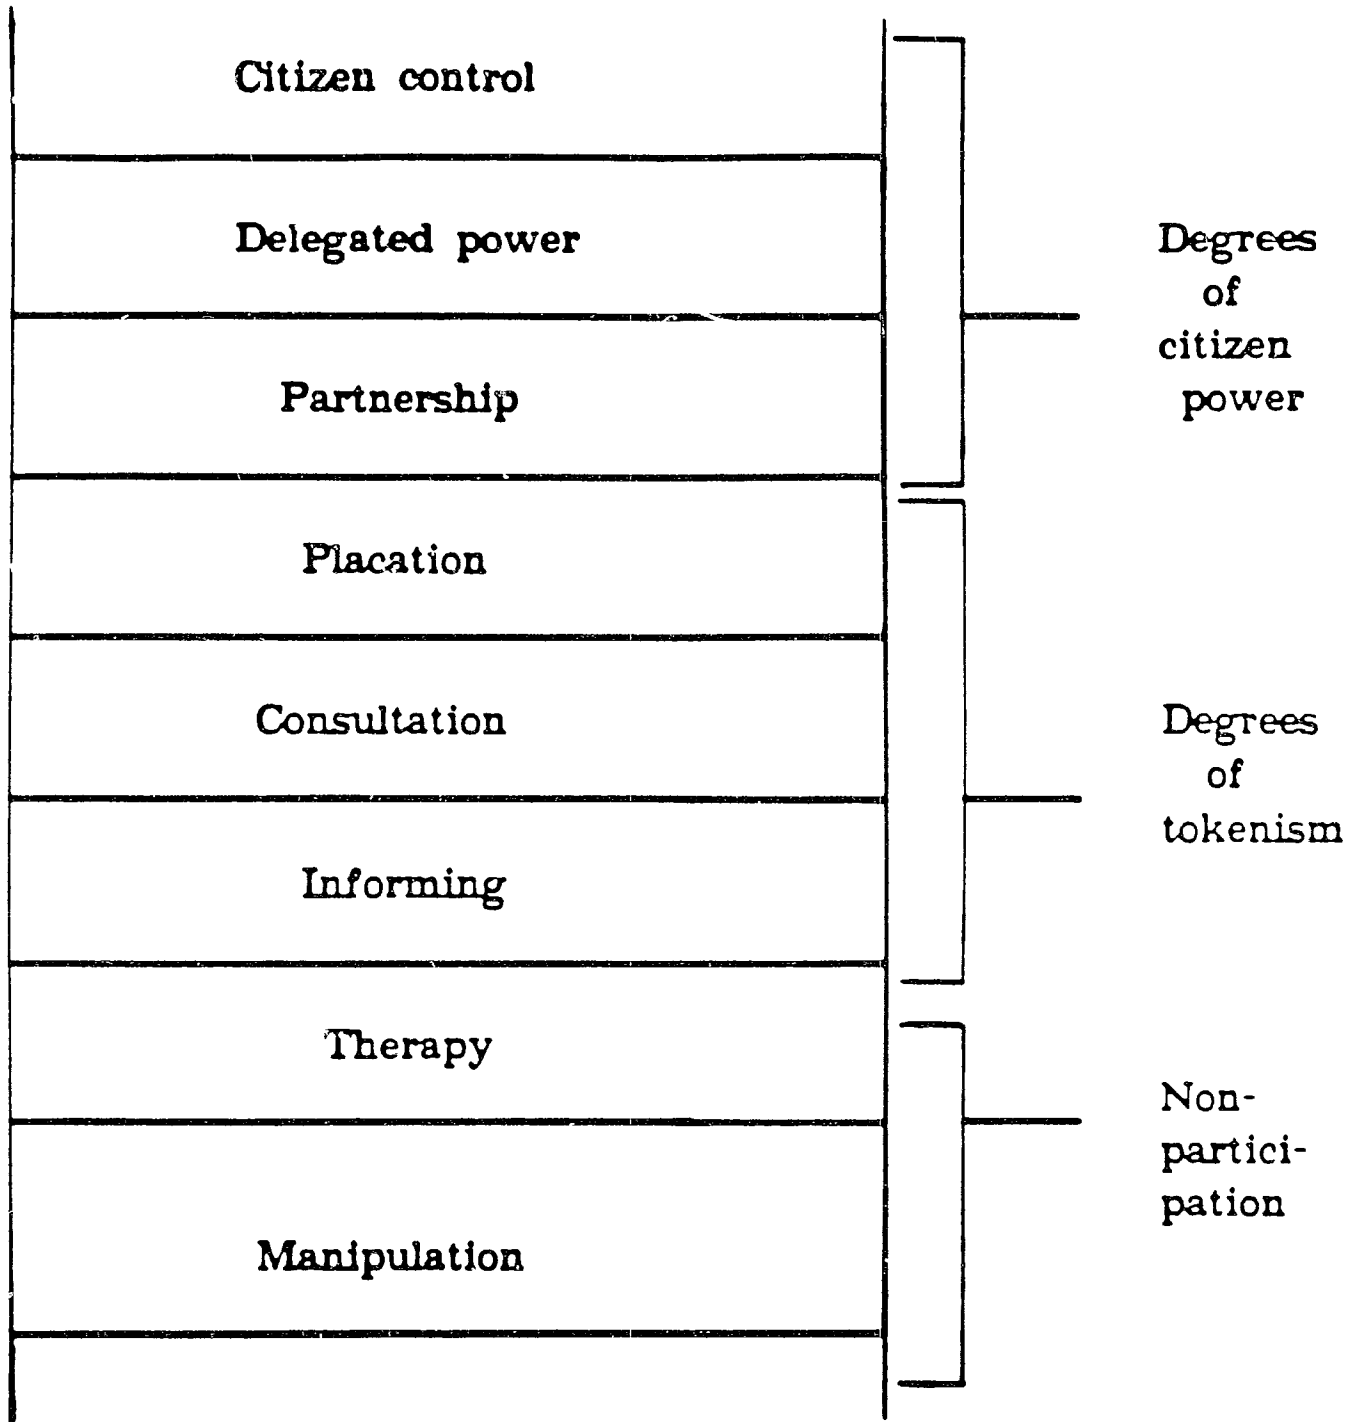 Citizen control
Delegated power
Partnership
Placation
Consultation
Informing
Therapy
Manipulation
Degrees
of
citizen
power
Degrees
of
tokenism
Non-
partici-
pation